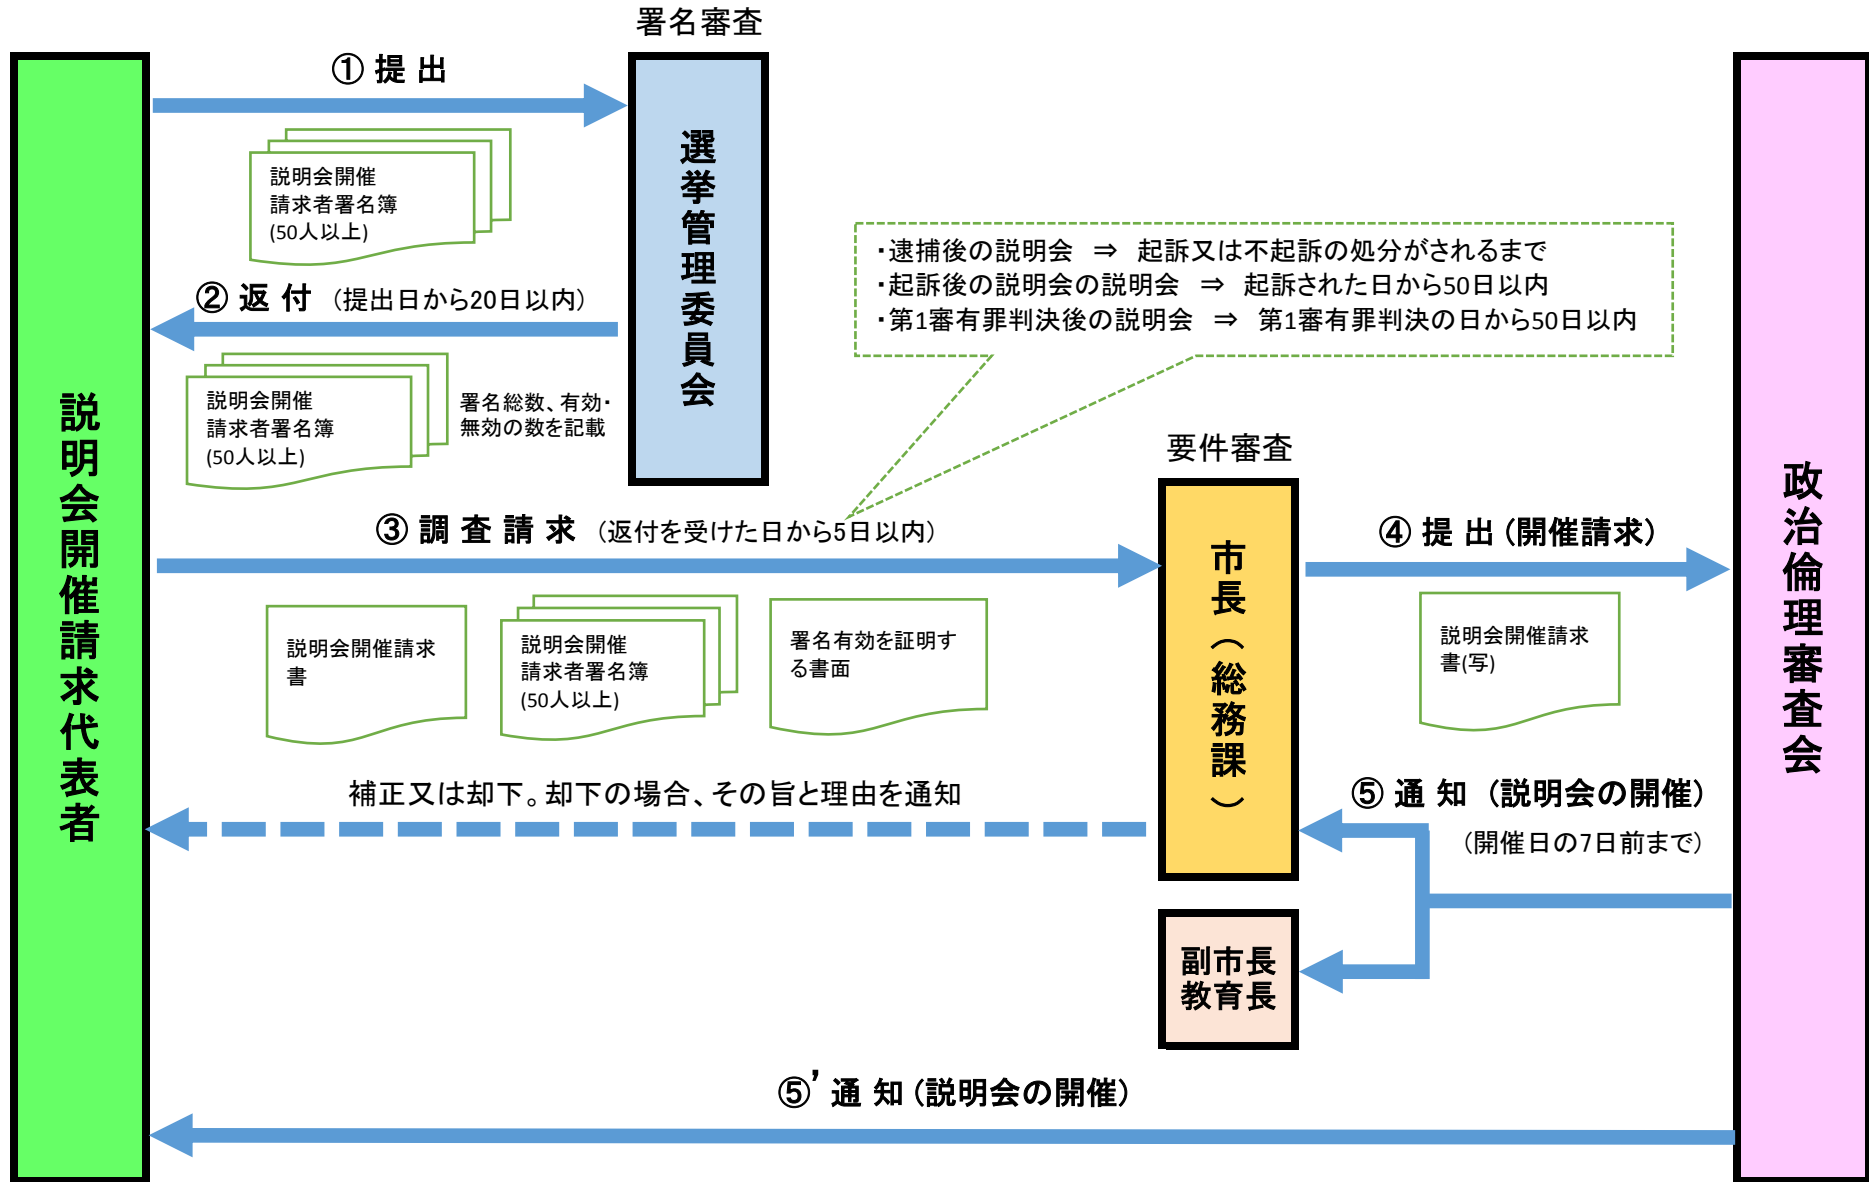 署名審査
① 提 出
説明会開催
請求者署名簿
(50人以上)
選挙管理委員会
・逮捕後の説明会 ⇒ 起訴又は不起訴の処分がされるまで
・起訴後の説明会の説明会 ⇒ 起訴された日から50日以内
・第1審有罪判決後の説明会 ⇒ 第1審有罪判決の日から50日以内
② 返 付 （提出日から20日以内）
説明会開催
請求者署名簿
(50人以上)
署名総数、有効・
無効の数を記載
説明会開催請求代表者
要件審査
政治倫理審査会
③ 調 査 請 求 （返付を受けた日から5日以内）
市長（総務課）
④ 提 出（開催請求）
説明会開催請求
書
説明会開催
請求者署名簿
(50人以上)
署名有効を証明す
る書面
説明会開催請求
書(写)
補正又は却下。却下の場合、その旨と理由を通知
⑤ 通 知 （説明会の開催）
（開催日の7日前まで）
副市長
教育長
⑤’ 通 知（説明会の開催）